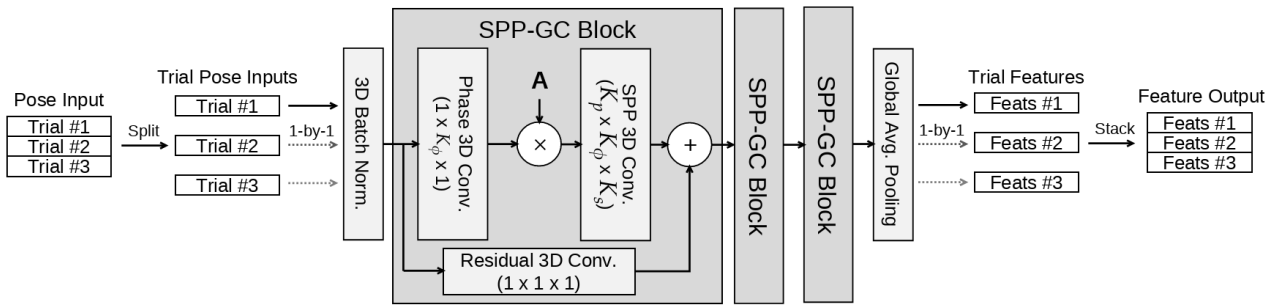 SPP-GC Block
Pose Input
Trial #1
Trial #2
Trial #3
Split
Trial Pose Inputs
Trial #1
Trial #2
Trial #3
1-by-1
3D Batch Norm.
Phase 3D Conv.
(1 x K_ϕ x 1)
A
×
SPP 3D Conv.
(K_p x K_ϕ x K_s)
+
Residual 3D Conv.
(1 x 1 x 1)
SPP-GC Block
SPP-GC Block
Global Avg. Pooling
1-by-1
Trial Features
Feats #1
Feats #2
Feats #3
Stack
Feature Output
Feats #1
Feats #2
Feats #3